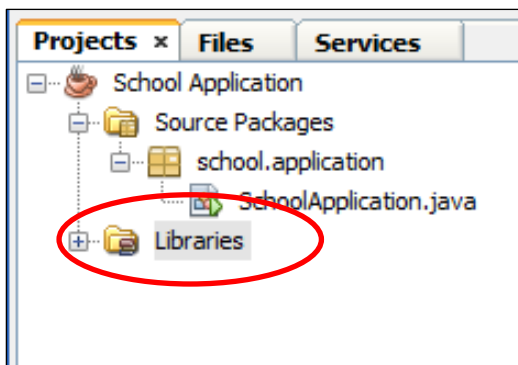 Projects × Files Services
School Application
Source Packages
school.application
SchoolApplication.java
Libraries